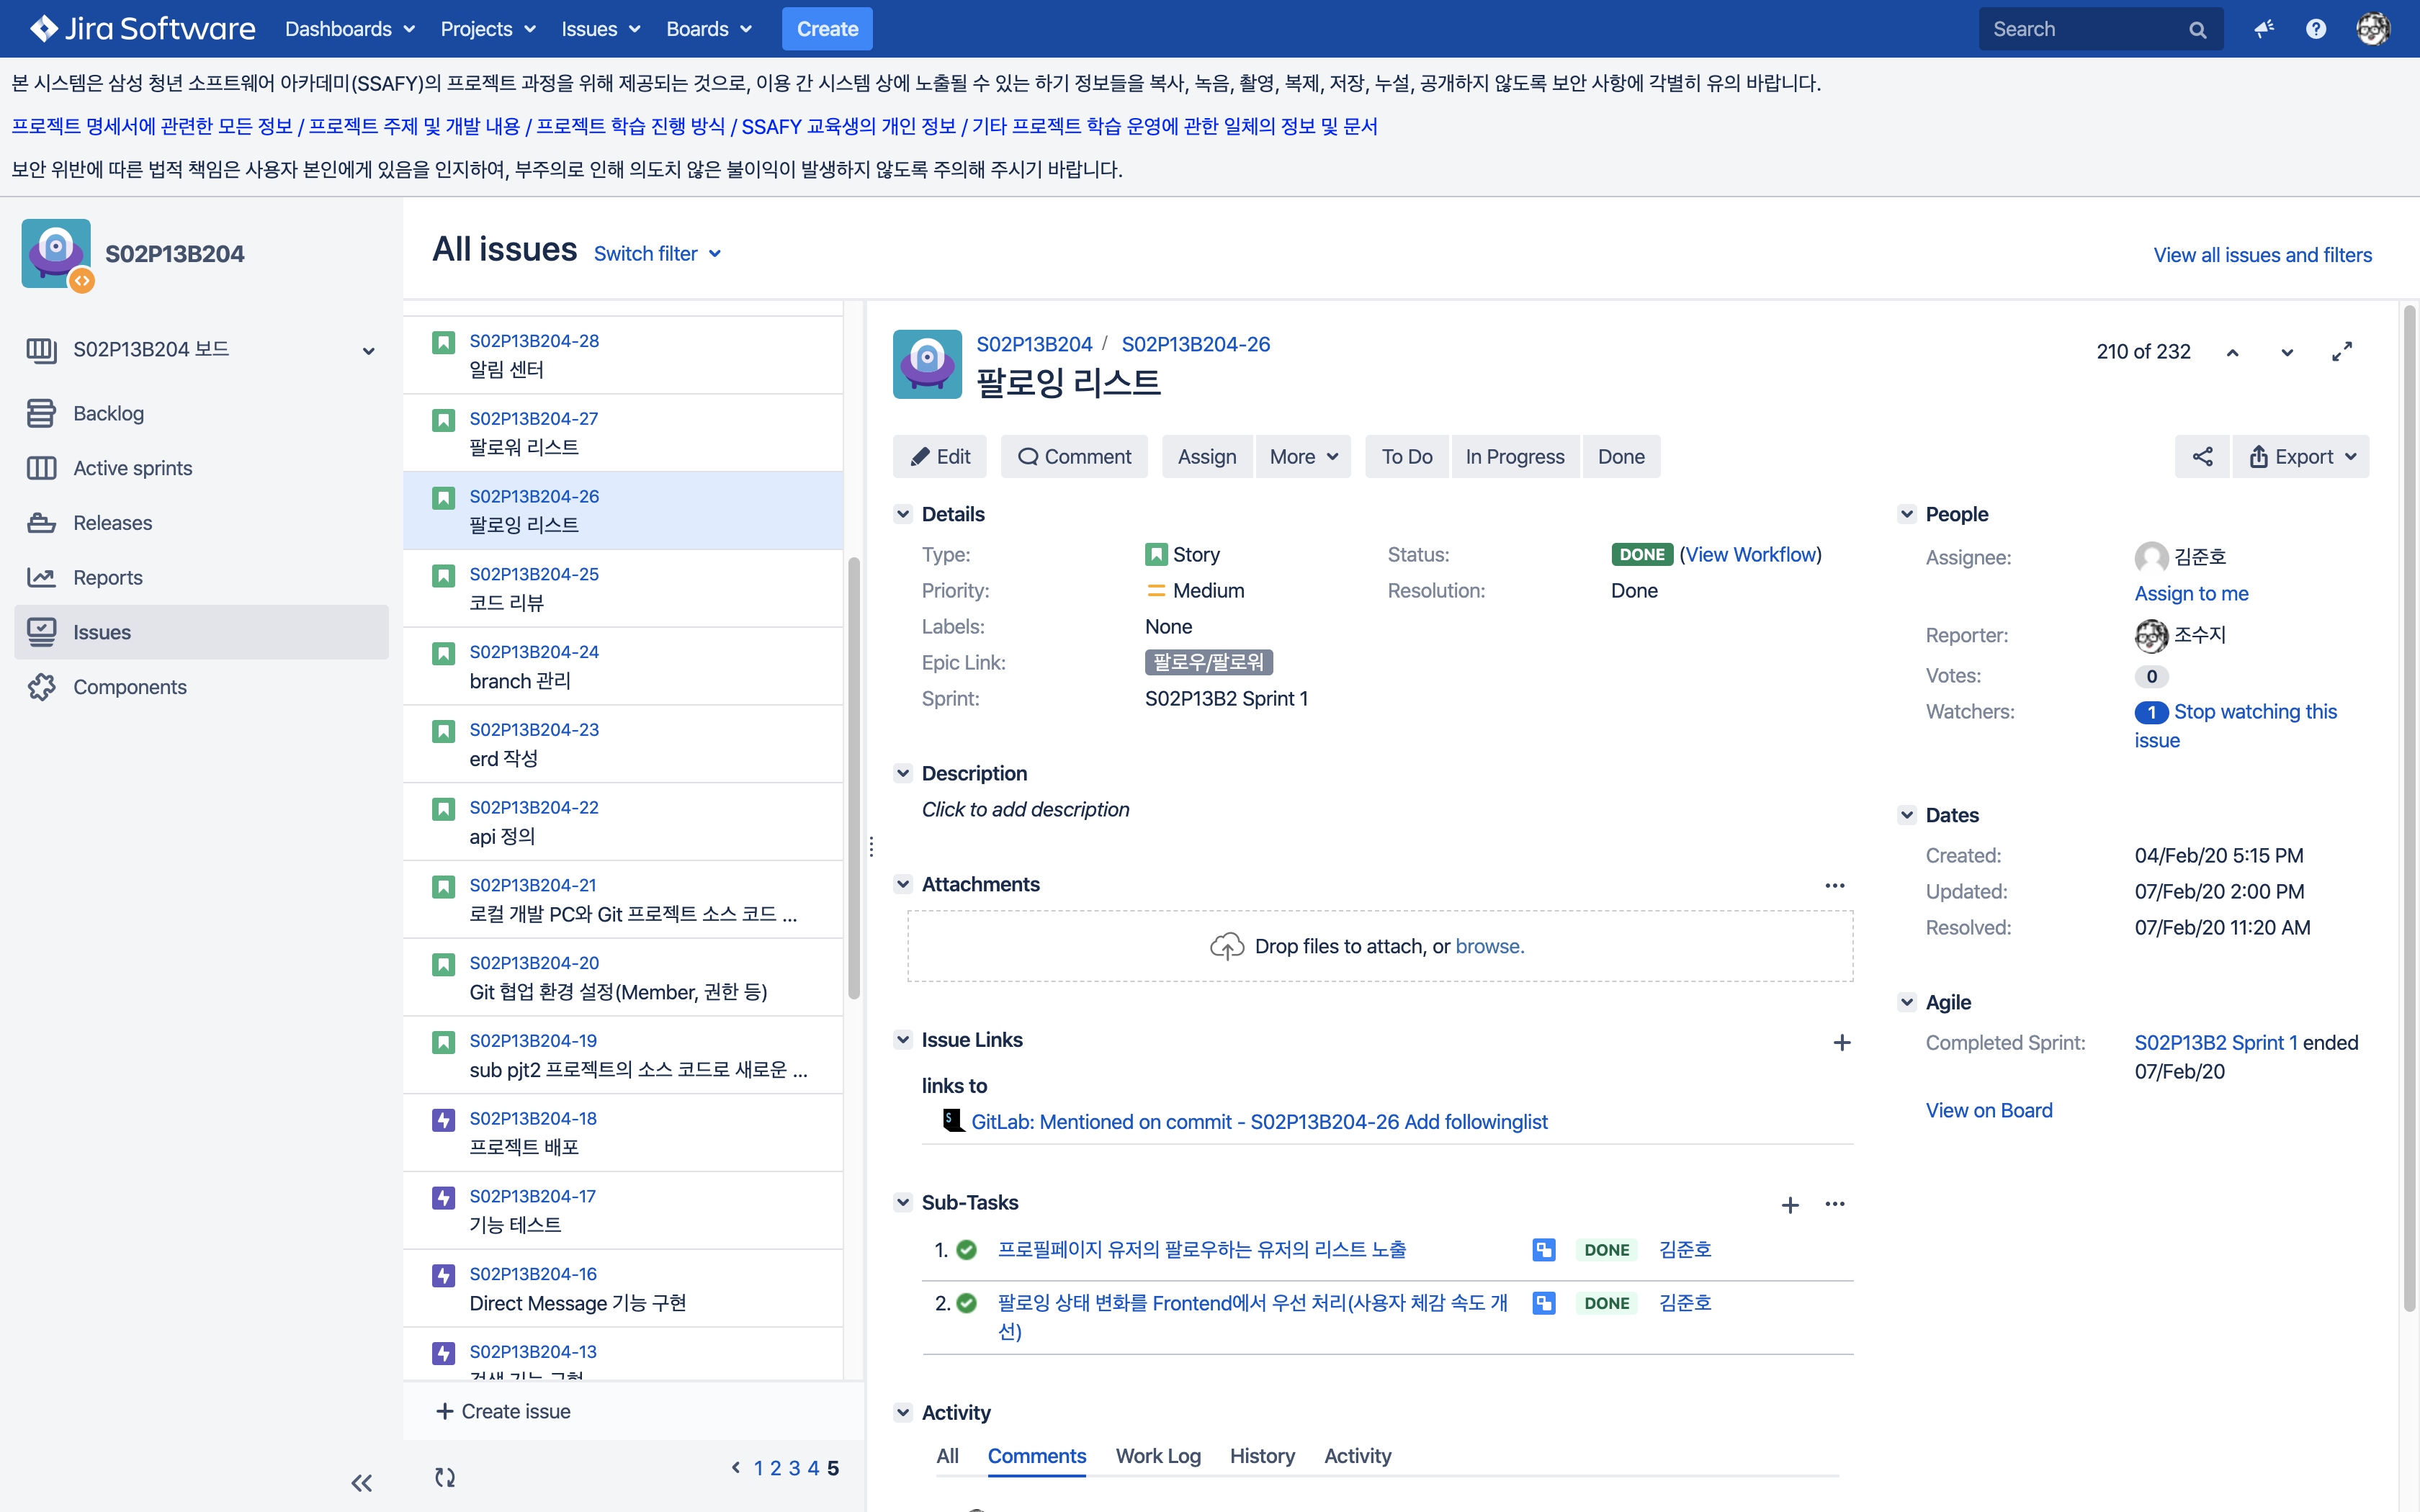 Jira Software
Dashboards Projects Issues Boards Create Search
본 시스템은 삼성 청년 소프트웨어 아카데미(SSAFY)의 프로젝트 과정을 위해 제공되는 것으로, 이용 간 시스템 상에 노출될 수 있는 하기 정보들을 복사, 녹음, 촬영, 복제, 저장, 누설, 공개하지 않도록 보안 사항에 각별히 유의 바랍니다.
프로젝트 명세서에 관련한 모든 정보 / 프로젝트 주제 및 개발 내용 / 프로젝트 학습 진행 방식 / SSAFY 교육생의 개인 정보 / 기타 프로젝트 학습 운영에 관한 일체의 정보 및 문서
보안 위반에 따른 법적 책임은 사용자 본인에게 있음을 인지하여, 부주의로 인해 의도치 않은 불이익이 발생하지 않도록 주의해 주시기 바랍니다.
S02P13B204
S02P13B204 보드
Backlog
Active sprints
Releases
Reports
Issues
Components
All issues Switch filter
View all issues and filters
S02P13B204-28
알림 센터
S02P13B204-27
팔로워 리스트
S02P13B204-26
팔로잉 리스트
S02P13B204-25
코드 리뷰
S02P13B204-24
branch 관리
S02P13B204-23
erd 작성
S02P13B204-22
api 정의
S02P13B204-21
로컬 개발 PC와 Git 프로젝트 소스 코드 ...
S02P13B204-20
Git 협업 환경 설정(Member, 권한 등)
S02P13B204-19
sub pjt2 프로젝트의 소스 코드로 새로운 ...
S02P13B204-18
프로젝트 배포
S02P13B204-17
기능 테스트
S02P13B204-16
Direct Message 기능 구현
S02P13B204-13
검색 기능 구현
Create issue
1 2 3 4 5
S02P13B204 / S02P13B204-26
팔로잉 리스트
210 of 232
Edit Comment Assign More To Do In Progress Done Export
Details
Type: Story
Status: DONE (View Workflow)
Priority: Medium
Resolution: Done
Labels: None
Epic Link: 팔로우/팔로워
Sprint: S02P13B2 Sprint 1
Description
Click to add description
Attachments
Drop files to attach, or browse.
Issue Links
links to
GitLab: Mentioned on commit - S02P13B204-26 Add followinglist
Sub-Tasks
1. 프로필페이지 유저의 팔로우하는 유저의 리스트 노출 DONE 김준호
2. 팔로잉 상태 변화를 Frontend에서 우선 처리(사용자 체감 속도 개
선) DONE 김준호
Activity
All Comments Work Log History Activity
People
Assignee: 김준호
Assign to me
Reporter: 조수지
Votes: 0
Watchers: 1 Stop watching this
issue
Dates
Created: 04/Feb/20 5:15 PM
Updated: 07/Feb/20 2:00 PM
Resolved: 07/Feb/20 11:20 AM
Agile
Completed Sprint: S02P13B2 Sprint 1 ended
07/Feb/20
View on Board